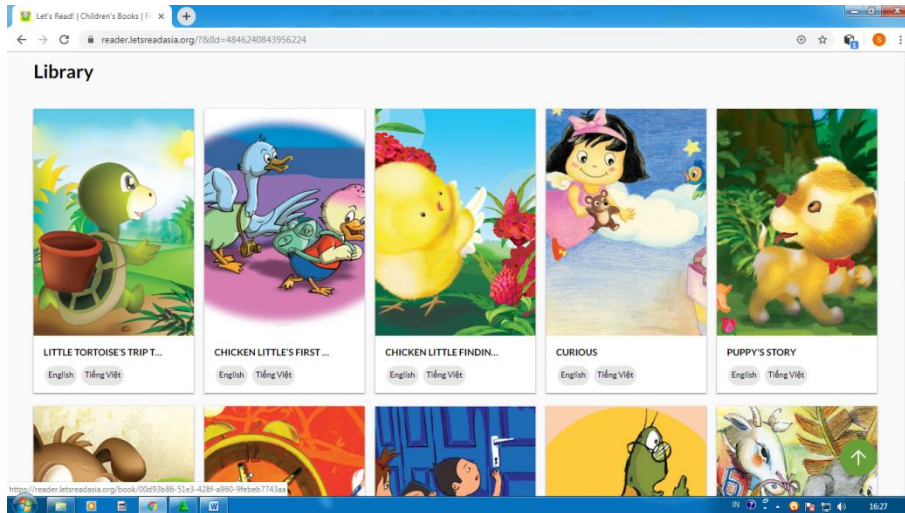 Let's Read! | Children's Books | Fr
reader.letsreadasia.org/?&lId=4846240843956224
S
Library
LITTLE TORTOISE'S TRIP T...
English Tiếng Việt
CHICKEN LITTLE'S FIRST ...
English Tiếng Việt
CHICKEN LITTLE FINDIN...
English Tiếng Việt
CURIOUS
English Tiếng Việt
PUPPY'S STORY
English Tiếng Việt
https://reader.letsreadasia.org/book/00d93b86-51e3-428f-a960-9febeb7743aa
IN
16:27